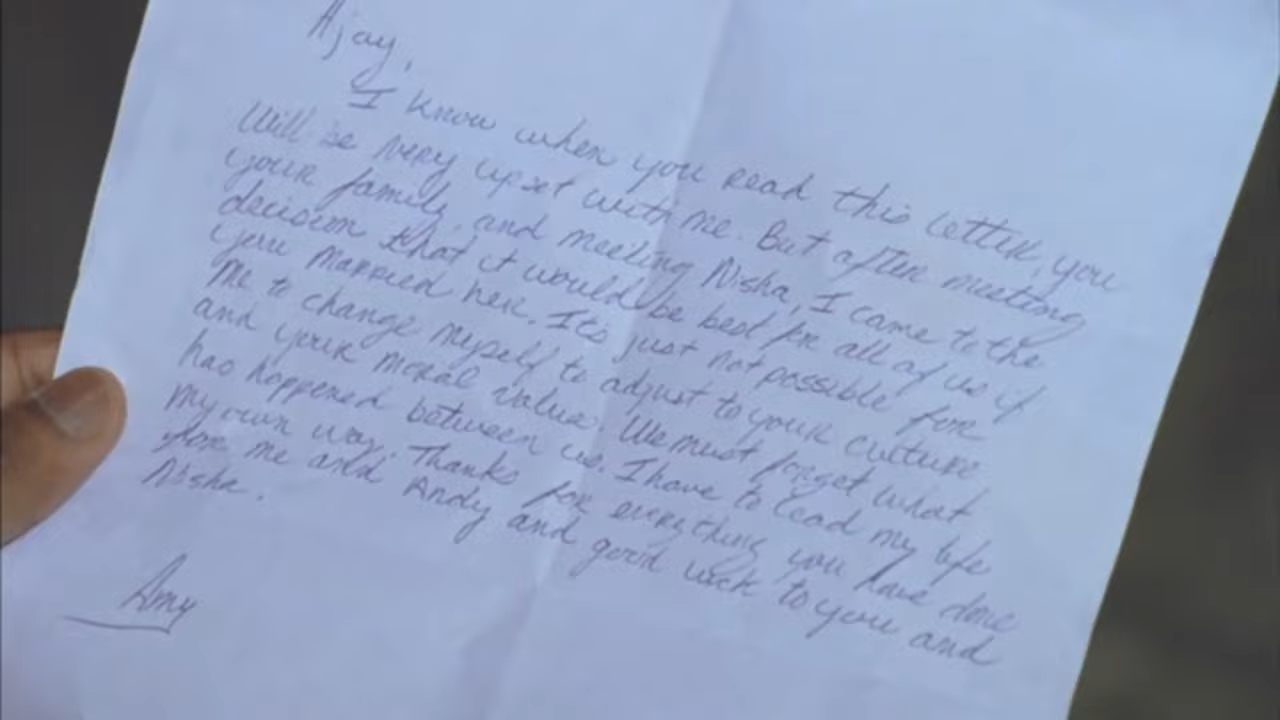 Ajay,
I know when you read this letter, you
will be very upset with me. But after meeting
your family, and meeting Nisha, I came to the
decision that it would be best for all of us if
you married her. It's just not possible for
me to change myself to adjust to your culture
and your moral values. We must forget what
has happened between us. I have to lead my life
my own way. Thanks for everything you have done
for me and Andy and good luck to you and
Nisha.
Amy